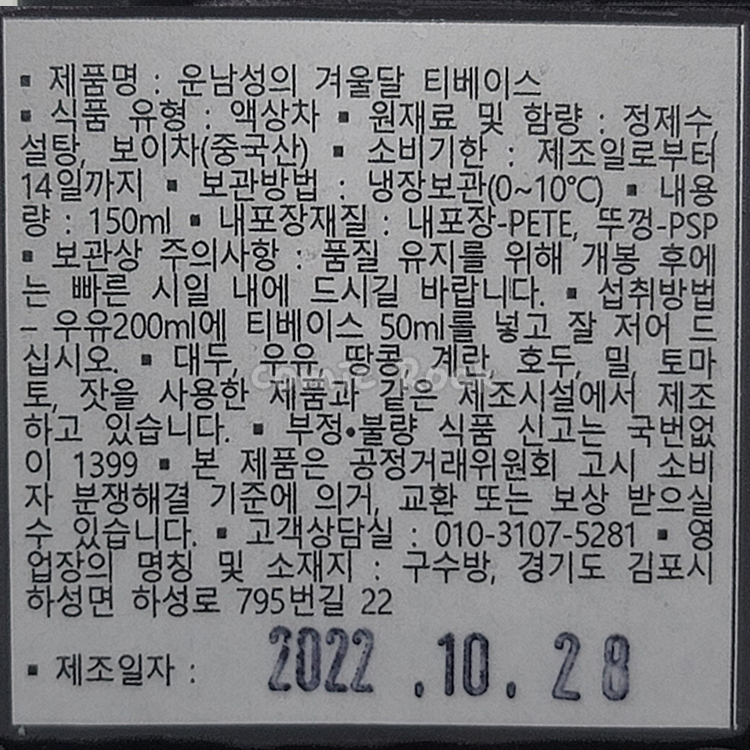 ▪ 제품명 : 운남성의 겨울달 티베이스
▪ 식품 유형 : 액상차 ▪ 원재료 및 함량 : 정제수,
설탕, 보이차(중국산) ▪ 소비기한 : 제조일로부터
14일까지 ▪ 보관방법 : 냉장보관(0~10℃) ▪ 내용
량 : 150ml ▪ 내포장재질 : 내포장-PETE, 뚜껑-PSP
▪ 보관상 주의사항 : 품질 유지를 위해 개봉 후에
는 빠른 시일 내에 드시길 바랍니다. ▪ 섭취방법
– 우유200ml에 티베이스 50ml를 넣고 잘 저어 드
십시오. ▪ 대두, 우유, 땅콩, 계란, 호두, 밀, 토마
토, 잣을 사용한 제품과 같은 제조시설에서 제조
하고 있습니다. ▪ 부정•불량 식품 신고는 국번없
이 1399 ▪ 본 제품은 공정거래위원회 고시 소비
자 분쟁해결 기준에 의거, 교환 또는 보상 받으실
수 있습니다. ▪ 고객상담실 : 010-3107-5281 ▪ 영
업장의 명칭 및 소재지 : 구수방, 경기도 김포시
하성면 하성로 795번길 22
▪ 제조일자 : 2022 .10. 28